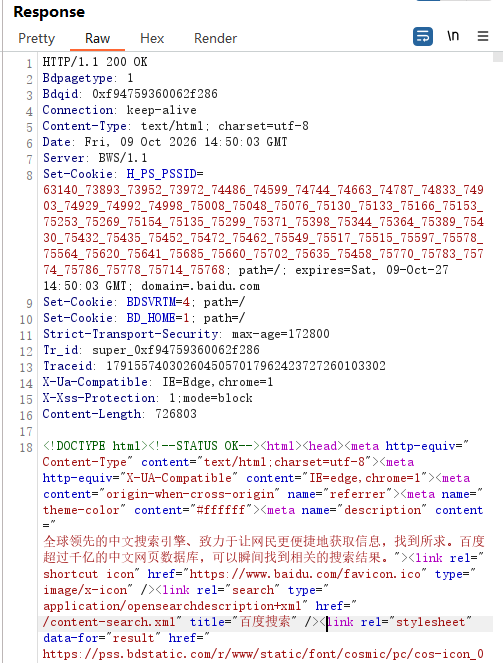 Response
Pretty Raw Hex Render \n
1 HTTP/1.1 200 OK
2 Bdpagetype: 1
3 Bdqid: 0xf94759360062f286
4 Connection: keep-alive
5 Content-Type: text/html; charset=utf-8
6 Date: Fri, 09 Oct 2026 14:50:03 GMT
7 Server: BWS/1.1
8 Set-Cookie: H_PS_PSSID=
63140_73893_73952_73972_74486_74599_74744_74663_74787_74833_749
03_74929_74992_74998_75008_75048_75076_75130_75133_75166_75153_
75253_75269_75154_75135_75299_75371_75398_75344_75364_75389_754
30_75432_75435_75452_75472_75462_75549_75517_75515_75597_75578_
75564_75620_75641_75685_75660_75702_75635_75458_75770_75783_757
74_75786_75778_75714_75768; path=/; expires=Sat, 09-Oct-27
14:50:03 GMT; domain=.baidu.com
9 Set-Cookie: BDSVRTM=4; path=/
10 Set-Cookie: BD_HOME=1; path=/
11 Strict-Transport-Security: max-age=172800
12 Tr_id: super_0xf94759360062f286
13 Traceid: 1791557403026045057017962423727260103302
14 X-Ua-Compatible: IE=Edge,chrome=1
15 X-Xss-Protection: 1;mode=block
16 Content-Length: 726803
17
18 <!DOCTYPE html><!--STATUS OK--><html><head><meta http-equiv="
Content-Type" content="text/html;charset=utf-8"><meta
http-equiv="X-UA-Compatible" content="IE=edge,chrome=1"><meta
content="origin-when-cross-origin" name="referrer"><meta name="
theme-color" content="#ffffff"><meta name="description" content
="
全球领先的中文搜索引擎、致力于让网民更便捷地获取信息，找到所求。百度
超过千亿的中文网页数据库，可以瞬间找到相关的搜索结果。"><link rel="
shortcut icon" href="https://www.baidu.com/favicon.ico" type="
image/x-icon" /><link rel="search" type="
application/opensearchdescription+xml" href="
/content-search.xml" title="百度搜索" /><link rel="stylesheet"
data-for="result" href="
https://pss.bdstatic.com/r/www/static/font/cosmic/pc/cos-icon_0